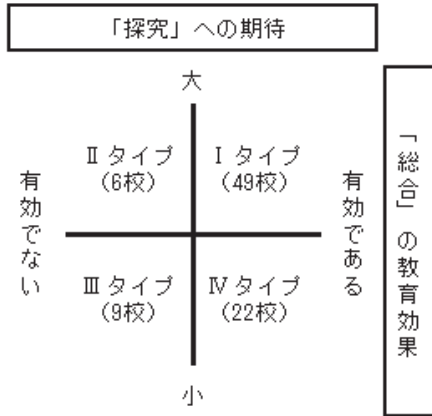 「探究」への期待
大
Ⅱタイプ
(6校)
Ⅰタイプ
(49校)
有効でない
有効である
「総合」の教育効果
Ⅲタイプ
(9校)
Ⅳタイプ
(22校)
小